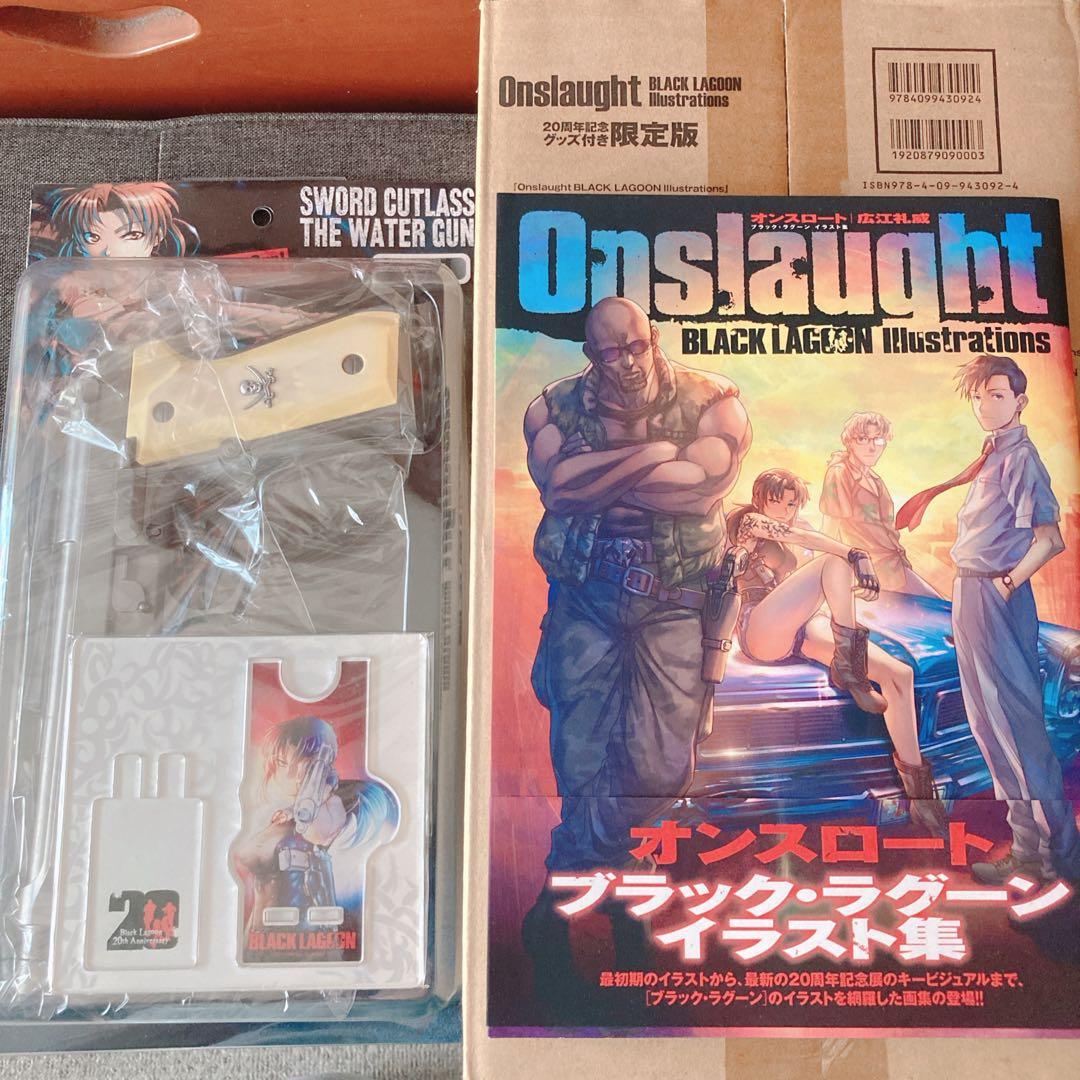 SWORD CUTLASS
THE WATER GUN
20
Black Lagoon
20th Anniversary
BLACK LAGOON
Onslaught BLACK LAGOON
Illustrations
20周年記念
グッズ付き限定版
9784099430924
1920879090003
ISBN978-4-09-943092-4
『Onslaught BLACK LAGOON Illustrations』
オンスロート|広江礼威
ブラック・ラグーン イラスト集
Onslaught
BLACK LAGOON Illustrations
オンスロート
ブラック・ラグーン
イラスト集
最初期のイラストから、最新の20周年記念展のキービジュアルまで、
[ブラック・ラグーン]のイラストを網羅した画集の登場!!